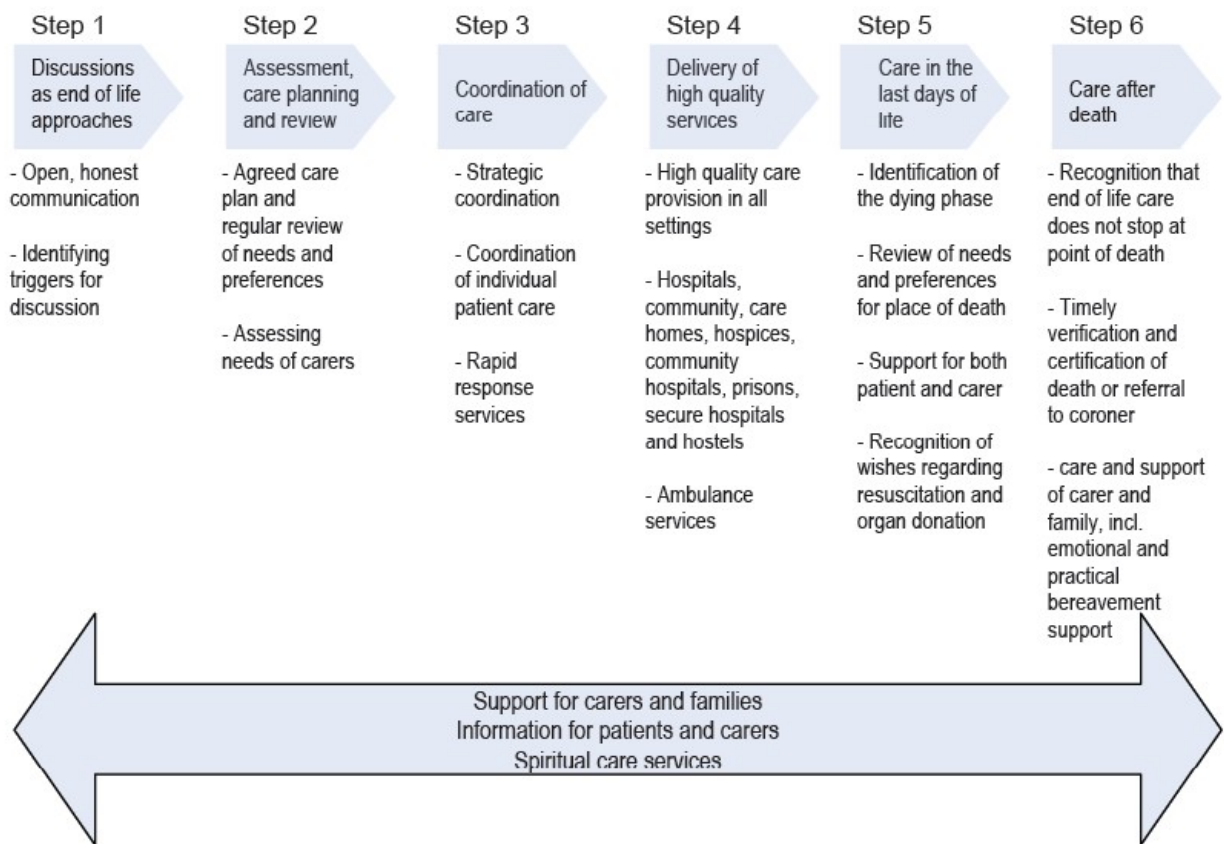 Step 1
Discussions
as end of life
approaches
- Open, honest
communication
- Identifying
triggers for
discussion
Step 2
Assessment,
care planning
and review
- Agreed care
plan and
regular review
of needs and
preferences
- Assessing
needs of carers
Step 3
Coordination of
care
- Strategic
coordination
- Coordination
of individual
patient care
- Rapid
response
services
Step 4
Delivery of
high quality
services
- High quality care
provision in all
settings
- Hospitals,
community, care
homes, hospices,
community
hospitals, prisons,
secure hospitals
and hostels
- Ambulance
services
Step 5
Care in the
last days of
life
- Identification of
the dying phase
- Review of needs
and preferences
for place of death
- Support for both
patient and carer
- Recognition of
wishes regarding
resuscitation and
organ donation
Step 6
Care after
death
- Recognition that
end of life care
does not stop at
point of death
- Timely
verification and
certification of
death or referral
to coroner
- care and support
of carer and
family, incl.
emotional and
practical
bereavement
support
Support for carers and families
Information for patients and carers
Spiritual care services